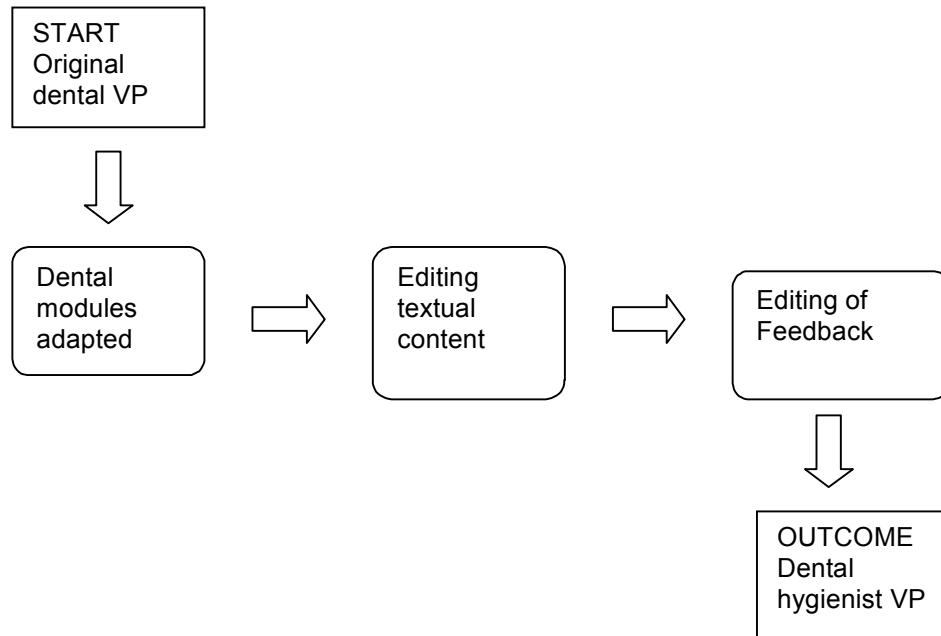 START
Original
dental VP
Dental
modules
adapted
Editing
textual
content
Editing of
Feedback
OUTCOME
Dental
hygienist VP